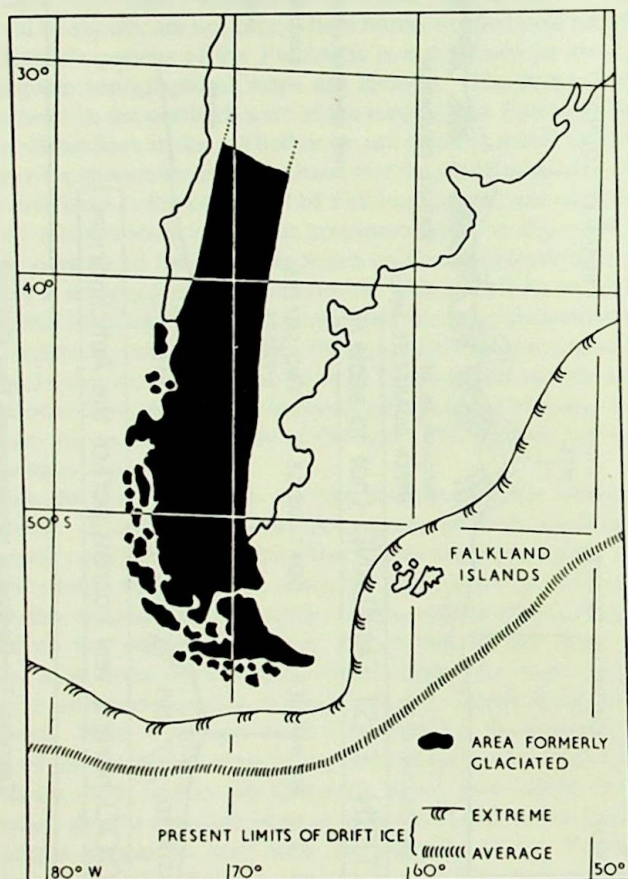 30°
40°
50° S
FALKLAND
ISLANDS
AREA FORMERLY
GLACIATED
PRESENT LIMITS OF DRIFT ICE
EXTREME
AVERAGE
80° W
70°
60°
50°